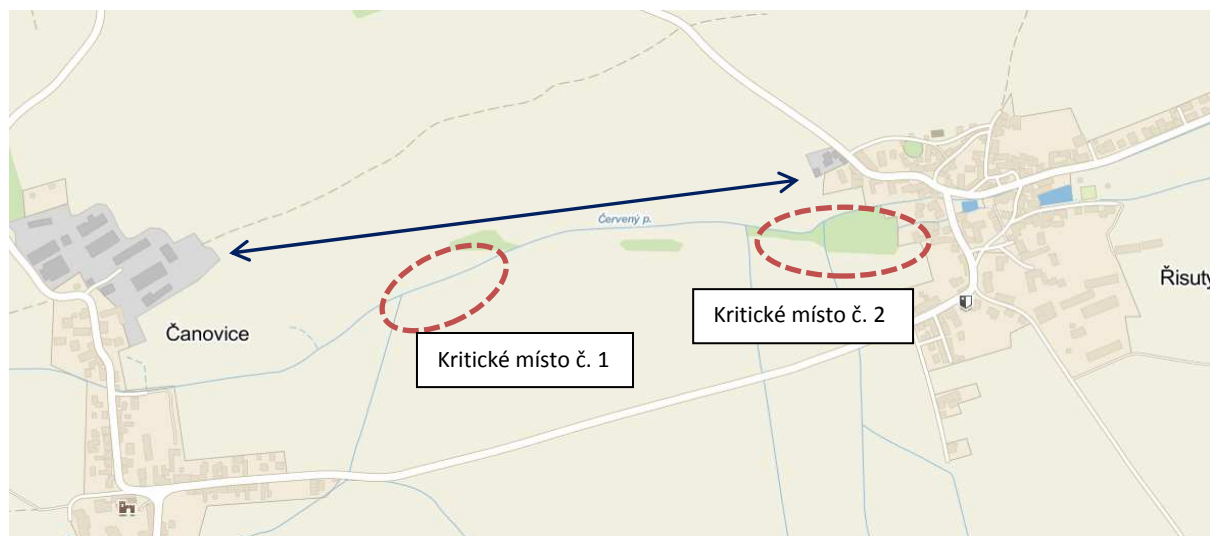 Červený p.
Řisuty
Kritické místo č. 2
Čanovice
Kritické místo č. 1